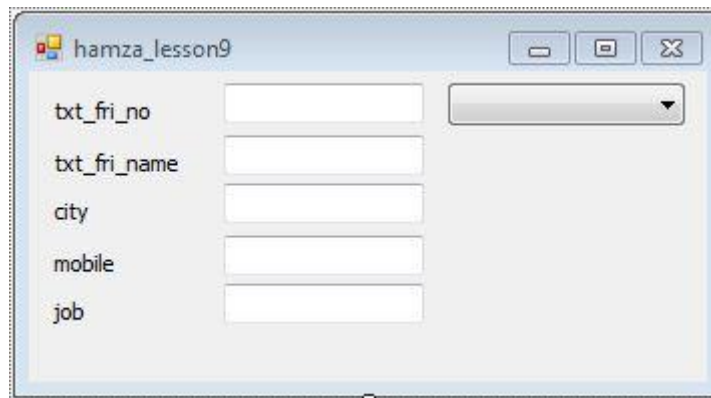 hamza_lesson9
txt_fri_no
txt_fri_name
city
mobile
job